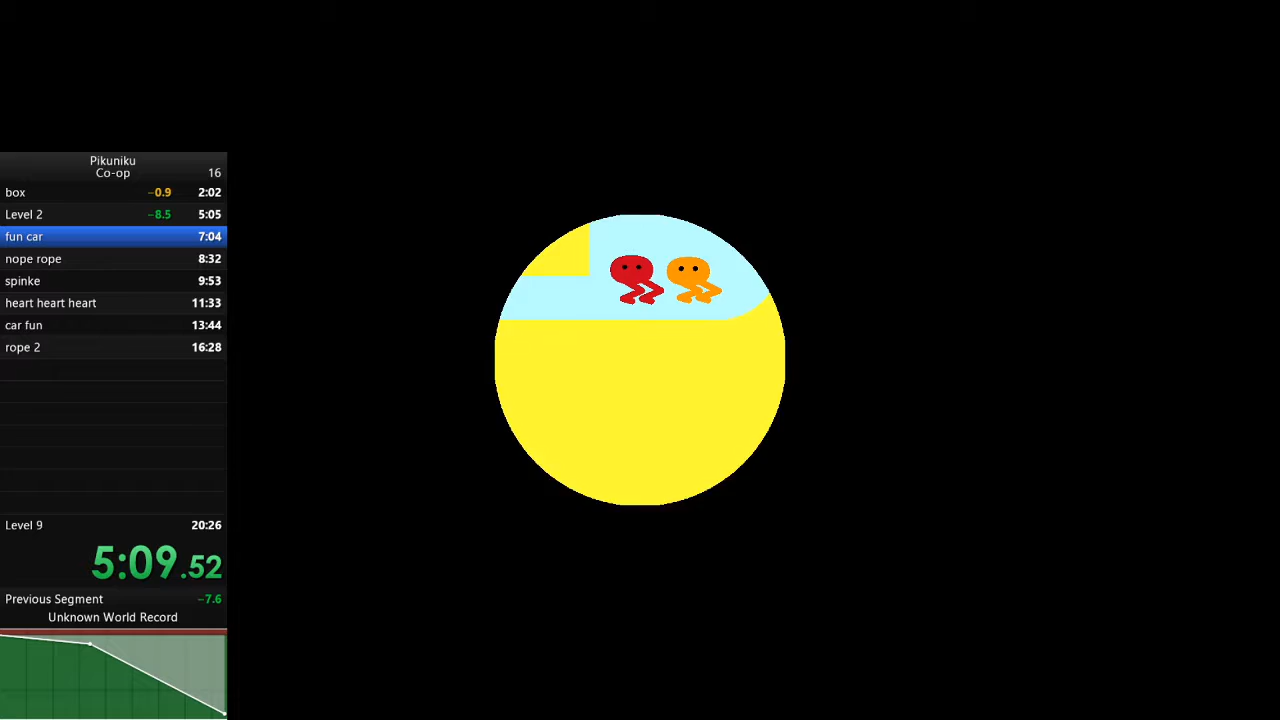 Pikuniku
Co-op 16
box −0.9 2:02
Level 2 −8.5 5:05
fun car 7:04
nope rope 8:32
spinke 9:53
heart heart heart 11:33
car fun 13:44
rope 2 16:28
Level 9 20:26
5:09.52
Previous Segment −7.6
Unknown World Record